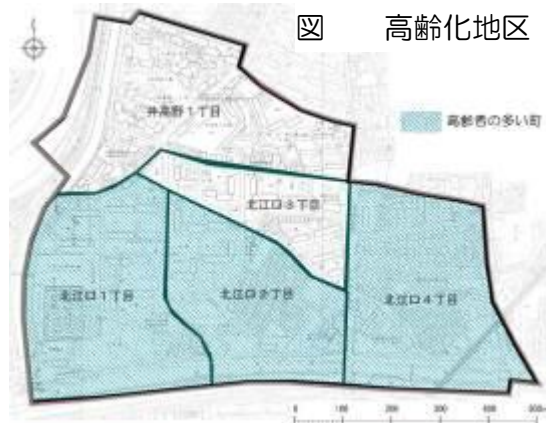 図 高齢化地区
井高野1丁目
高齢者の多い町
北江口3丁目
北江口1丁目
北江口2丁目
北江口4丁目
0 100 200 300 400 500m